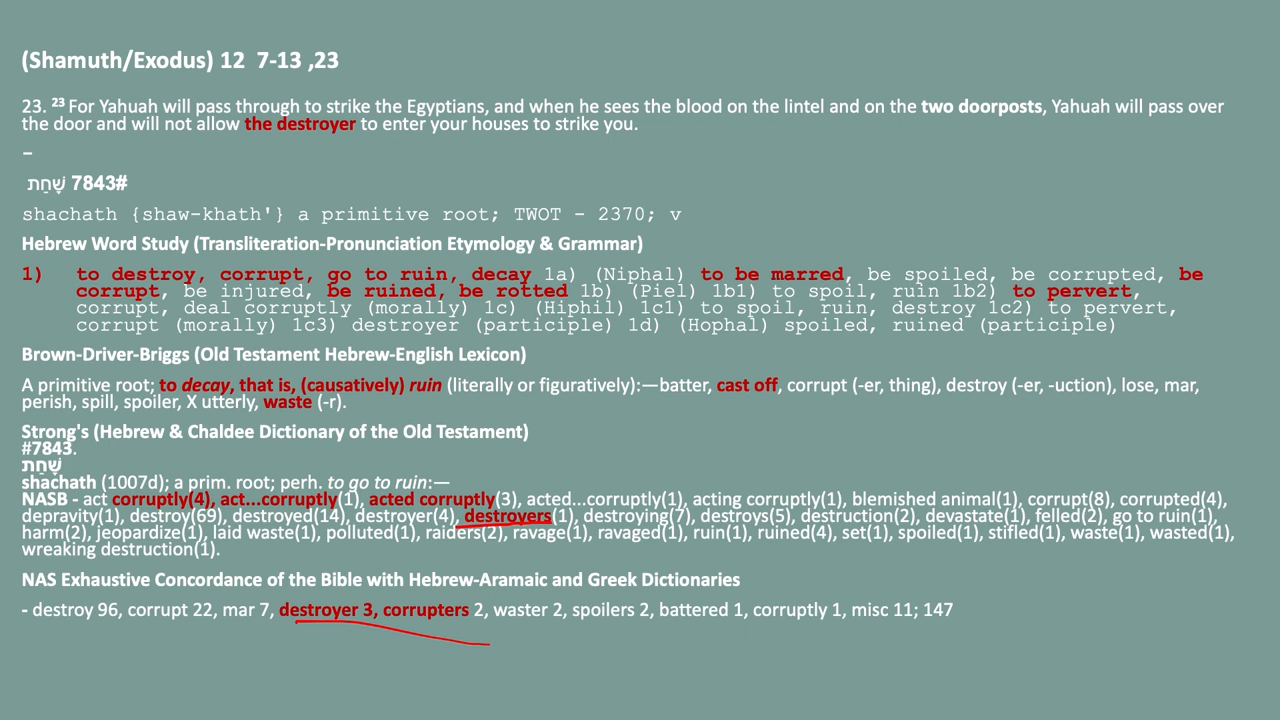 (Shamuth/Exodus) 12 7-13 ,23
23. 23 For Yahuah will pass through to strike the Egyptians, and when he sees the blood on the lintel and on the two doorposts, Yahuah will pass over
the door and will not allow the destroyer to enter your houses to strike you.
–
שָׁחַת 7843#
shachath {shaw-khath'} a primitive root; TWOT - 2370; v
Hebrew Word Study (Transliteration-Pronunciation Etymology & Grammar)
1) to destroy, corrupt, go to ruin, decay 1a) (Niphal) to be marred, be spoiled, be corrupted, be
corrupt, be injured, be ruined, be rotted 1b) (Piel) 1b1) to spoil, ruin 1b2) to pervert,
corrupt, deal corruptly (morally) 1c) (Hiphil) 1c1) to spoil, ruin, destroy 1c2) to pervert,
corrupt (morally) 1c3) destroyer (participle) 1d) (Hophal) spoiled, ruined (participle)
Brown-Driver-Briggs (Old Testament Hebrew-English Lexicon)
A primitive root; to decay, that is, (causatively) ruin (literally or figuratively):—batter, cast off, corrupt (-er, thing), destroy (-er, -uction), lose, mar,
perish, spill, spoiler, X utterly, waste (-r).
Strong's (Hebrew & Chaldee Dictionary of the Old Testament)
#7843.
שָׁחַת
shachath (1007d); a prim. root; perh. to go to ruin:—
NASB - act corruptly(4), act...corruptly(1), acted corruptly(3), acted...corruptly(1), acting corruptly(1), blemished animal(1), corrupt(8), corrupted(4),
depravity(1), destroy(69), destroyed(14), destroyer(4), destroyers(1), destroying(7), destroys(5), destruction(2), devastate(1), felled(2), go to ruin(1),
harm(2), jeopardize(1), laid waste(1), polluted(1), raiders(2), ravage(1), ravaged(1), ruin(1), ruined(4), set(1), spoiled(1), stifled(1), waste(1), wasted(1),
wreaking destruction(1).
NAS Exhaustive Concordance of the Bible with Hebrew-Aramaic and Greek Dictionaries
- destroy 96, corrupt 22, mar 7, destroyer 3, corrupters 2, waster 2, spoilers 2, battered 1, corruptly 1, misc 11; 147